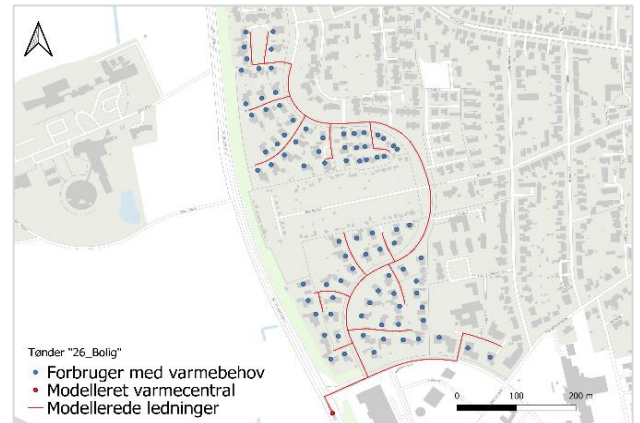 Tønder "26_Bolig"
Forbruger med varmebehov
Modelleret varmecentral
Modellerede ledninger
0 100 200 m